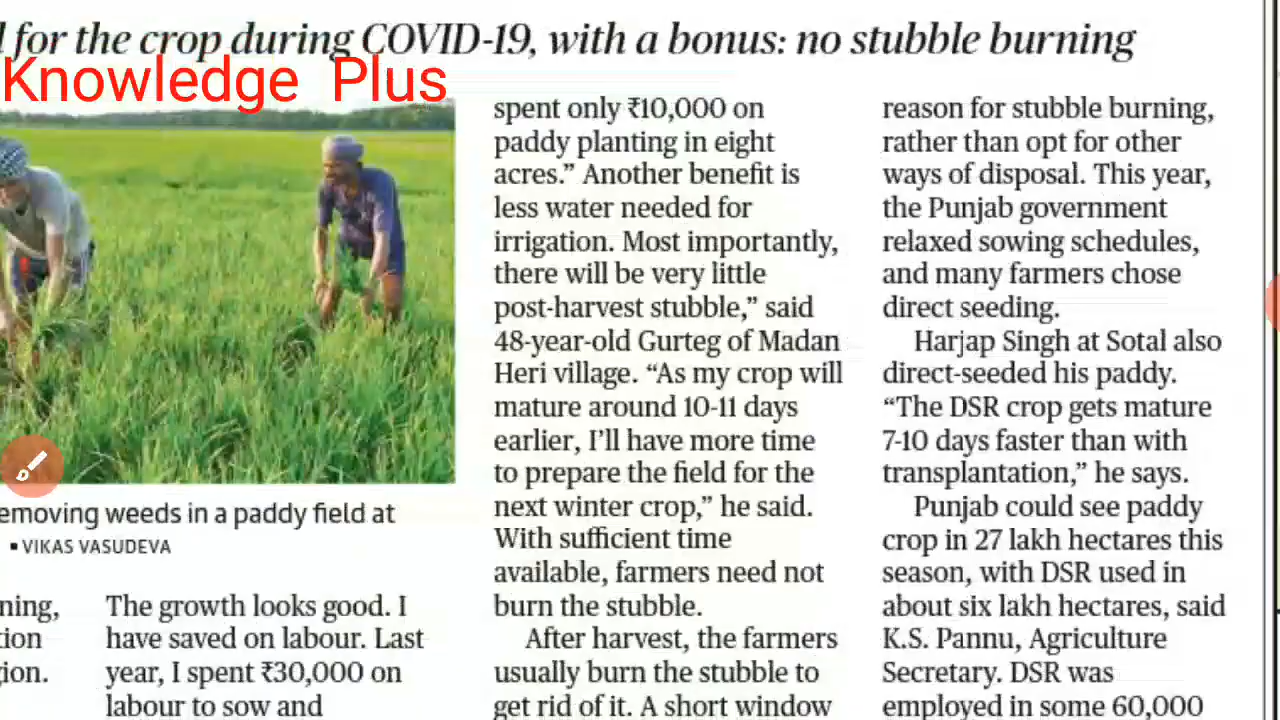 for the crop during COVID-19, with a bonus: no stubble burning
Knowledge Plus
removing weeds in a paddy field at
▪ VIKAS VASUDEVA
The growth looks good. I
have saved on labour. Last
year, I spent ₹30,000 on
labour to sow and
spent only ₹10,000 on
paddy planting in eight
acres.” Another benefit is
less water needed for
irrigation. Most importantly,
there will be very little
post-harvest stubble,” said
48-year-old Gurteg of Madan
Heri village. “As my crop will
mature around 10-11 days
earlier, I’ll have more time
to prepare the field for the
next winter crop,” he said.
With sufficient time
available, farmers need not
burn the stubble.
After harvest, the farmers
usually burn the stubble to
get rid of it. A short window
reason for stubble burning,
rather than opt for other
ways of disposal. This year,
the Punjab government
relaxed sowing schedules,
and many farmers chose
direct seeding.
Harjap Singh at Sotal also
direct-seeded his paddy.
“The DSR crop gets mature
7-10 days faster than with
transplantation,” he says.
Punjab could see paddy
crop in 27 lakh hectares this
season, with DSR used in
about six lakh hectares, said
K.S. Pannu, Agriculture
Secretary. DSR was
employed in some 60,000